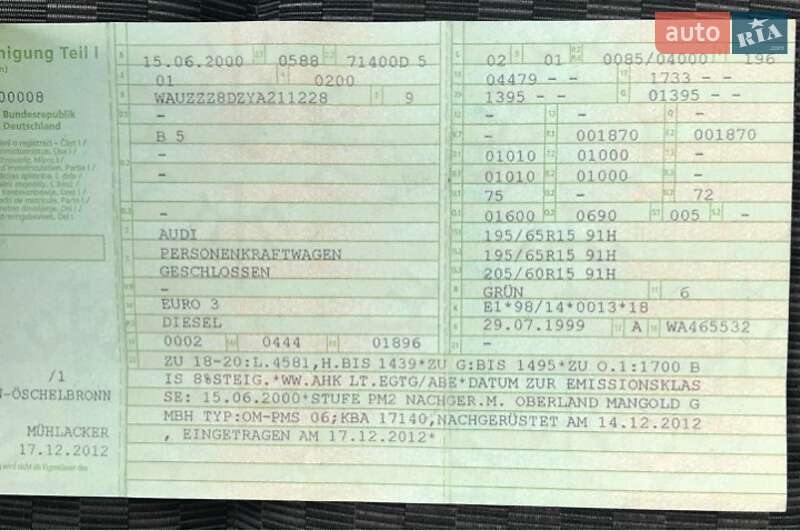 auto RIA.com
nigung Teil I
00008
Bundesrepublik
Deutschland
/1
N-ÖSCHELBRONN
MÜHLACKER
17.12.2012
15.06.2000 0588 71400D 5
01 0200
WAUZZZ8DZYA211228 9
-
B 5
-
-
-
AUDI
PERSONENKRAFTWAGEN
GESCHLOSSEN
-
EURO 3
DIESEL
0002 0444 01896
02 01 0085/04000 196
04479 - - 1733 - -
1395 - - 01395 - -
- - -
- 001870 001870
01010 01000 -
01010 01000 -
75 - 72
01600 0690 005 -
195/65R15 91H
195/65R15 91H
205/60R15 91H
GRÜN 6
E1*98/14*0013*18
29.07.1999 A WA465532
-
ZU 18-20:L.4581,H.BIS 1439*ZU G:BIS 1495*ZU O.1:1700 B
IS 8%STEIG.*WW.AHK LT.EGTG/ABE*DATUM ZUR EMISSIONSKLAS
SE: 15.06.2000*STUFE PM2 NACHGER.M. OBERLAND MANGOLD G
MBH TYP:OM-PMS 06;KBA 17140,NACHGERÜSTET AM 14.12.2012
, EINGETRAGEN AM 17.12.2012*